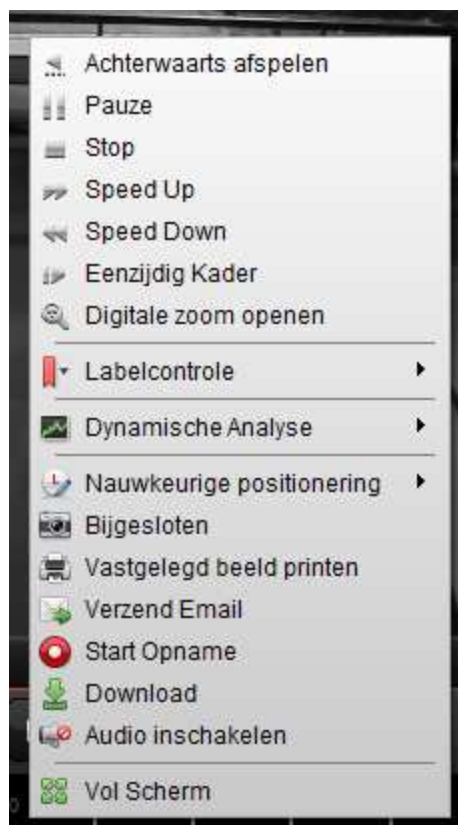 Achterwaarts afspelen
Pauze
Stop
Speed Up
Speed Down
Eenzijdig Kader
Digitale zoom openen
Labelcontrole
Dynamische Analyse
Nauwkeurige positionering
Bijgesloten
Vastgelegd beeld printen
Verzend Email
Start Opname
Download
Audio inschakelen
Vol Scherm